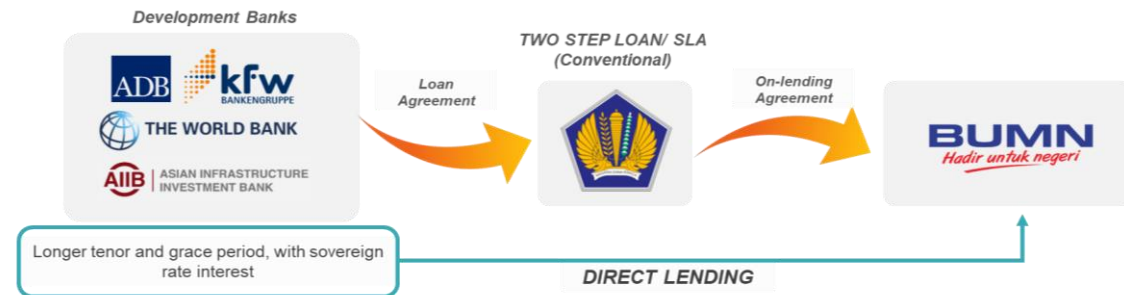 Development Banks
ADB
kfw
BANKENGRUPPE
THE WORLD BANK
AIIB
ASIAN INFRASTRUCTURE
INVESTMENT BANK
Loan
Agreement
TWO STEP LOAN/ SLA
(Conventional)
On-lending
Agreement
BUMN
Hadir untuk negeri
Longer tenor and grace period, with sovereign
rate interest
DIRECT LENDING